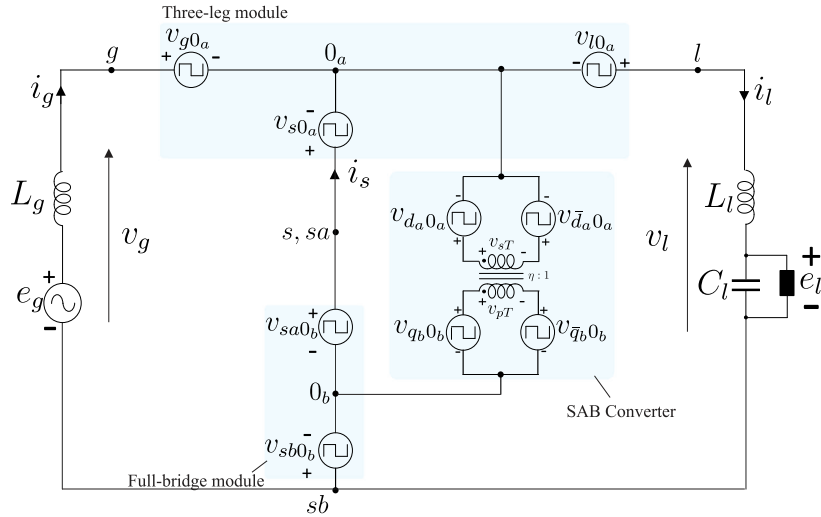 Three-leg module
g
v_{g0_a}
+
-
0_a
v_{l0_a}
-
+
l
i_g
v_{s0_a}
-
+
i_l
i_s
L_g
v_g
s, sa
v_{d_a0_a}
-
+
v_{\bar{d}_a0_a}
-
+
v_{sT}
+
-
η : 1
v_{pT}
+
-
v_{q_b0_b}
+
-
v_{\bar{q}_b0_b}
+
-
v_l
L_l
e_g
+
-
C_l
e_l
+
-
v_{sa0_b}
+
-
0_b
v_{sb0_b}
-
+
SAB Converter
Full-bridge module
sb